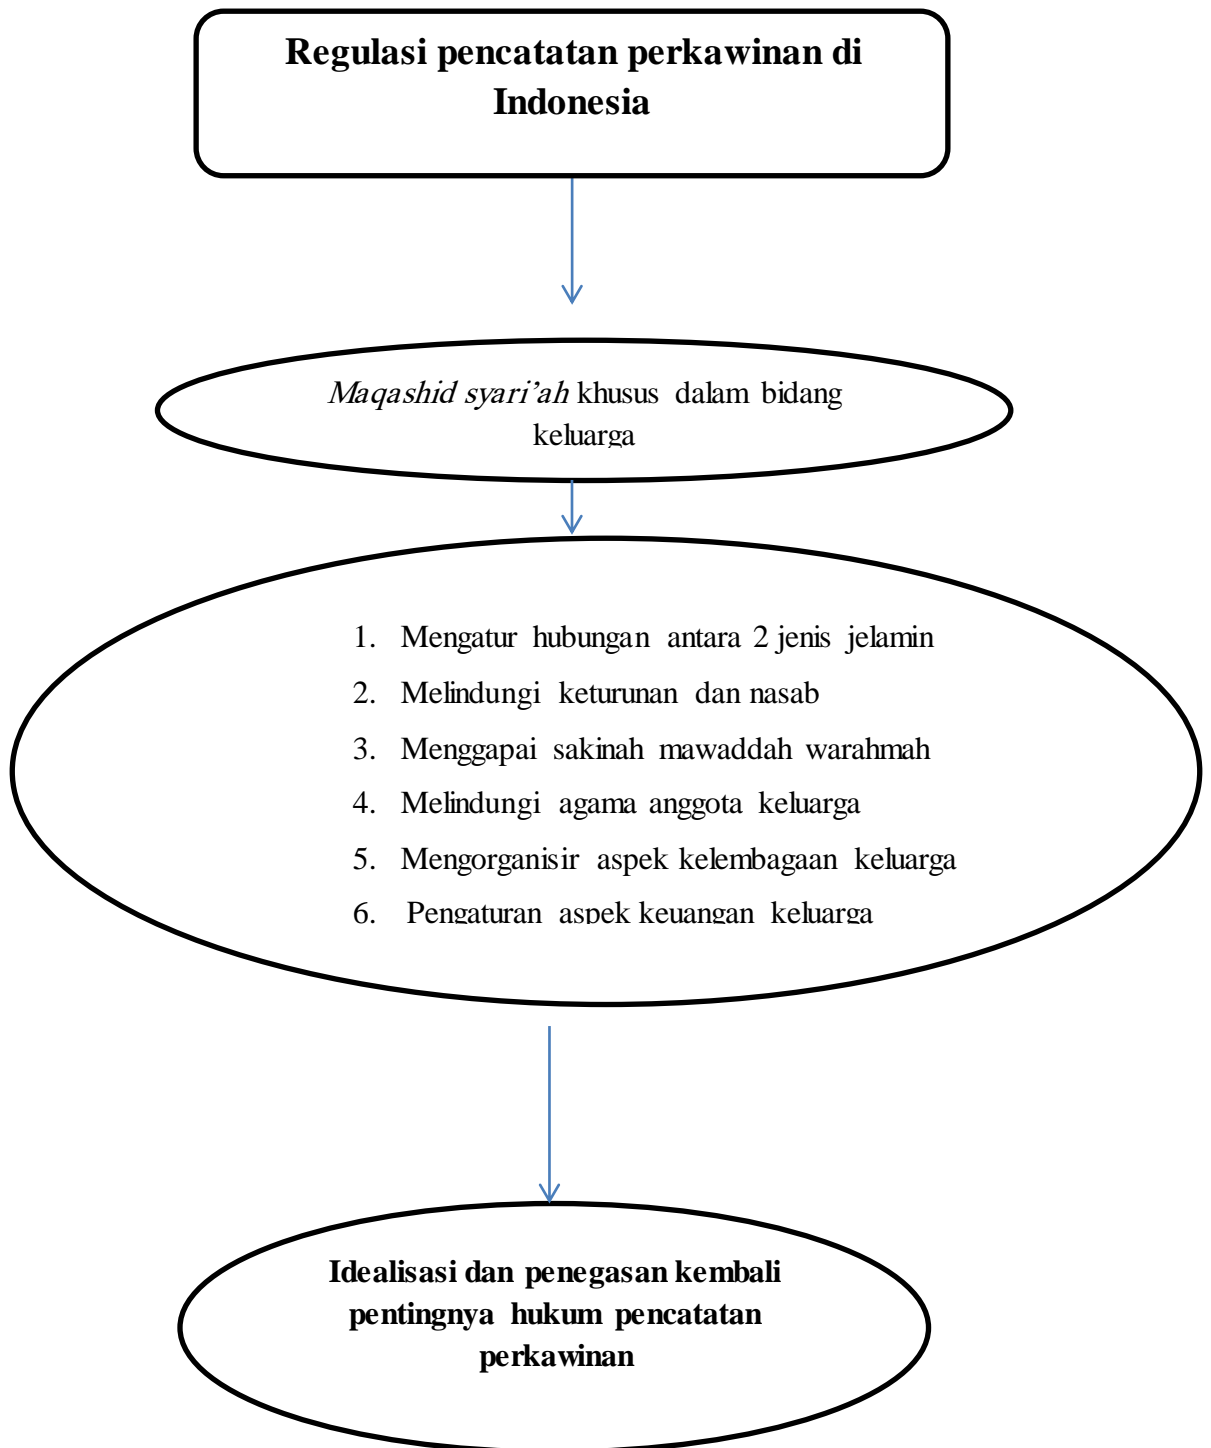 Regulasi pencatatan perkawinan di
Indonesia
Maqashid syari'ah khusus dalam bidang
keluarga
1. Mengatur hubungan antara 2 jenis jelamin
2. Melindungi keturunan dan nasab
3. Menggapai sakinah mawaddah warahmah
4. Melindungi agama anggota keluarga
5. Mengorganisir aspek kelembagaan keluarga
6. Pengaturan aspek keuangan keluarga
Idealisasi dan penegasan kembali
pentingnya hukum pencatatan
perkawinan